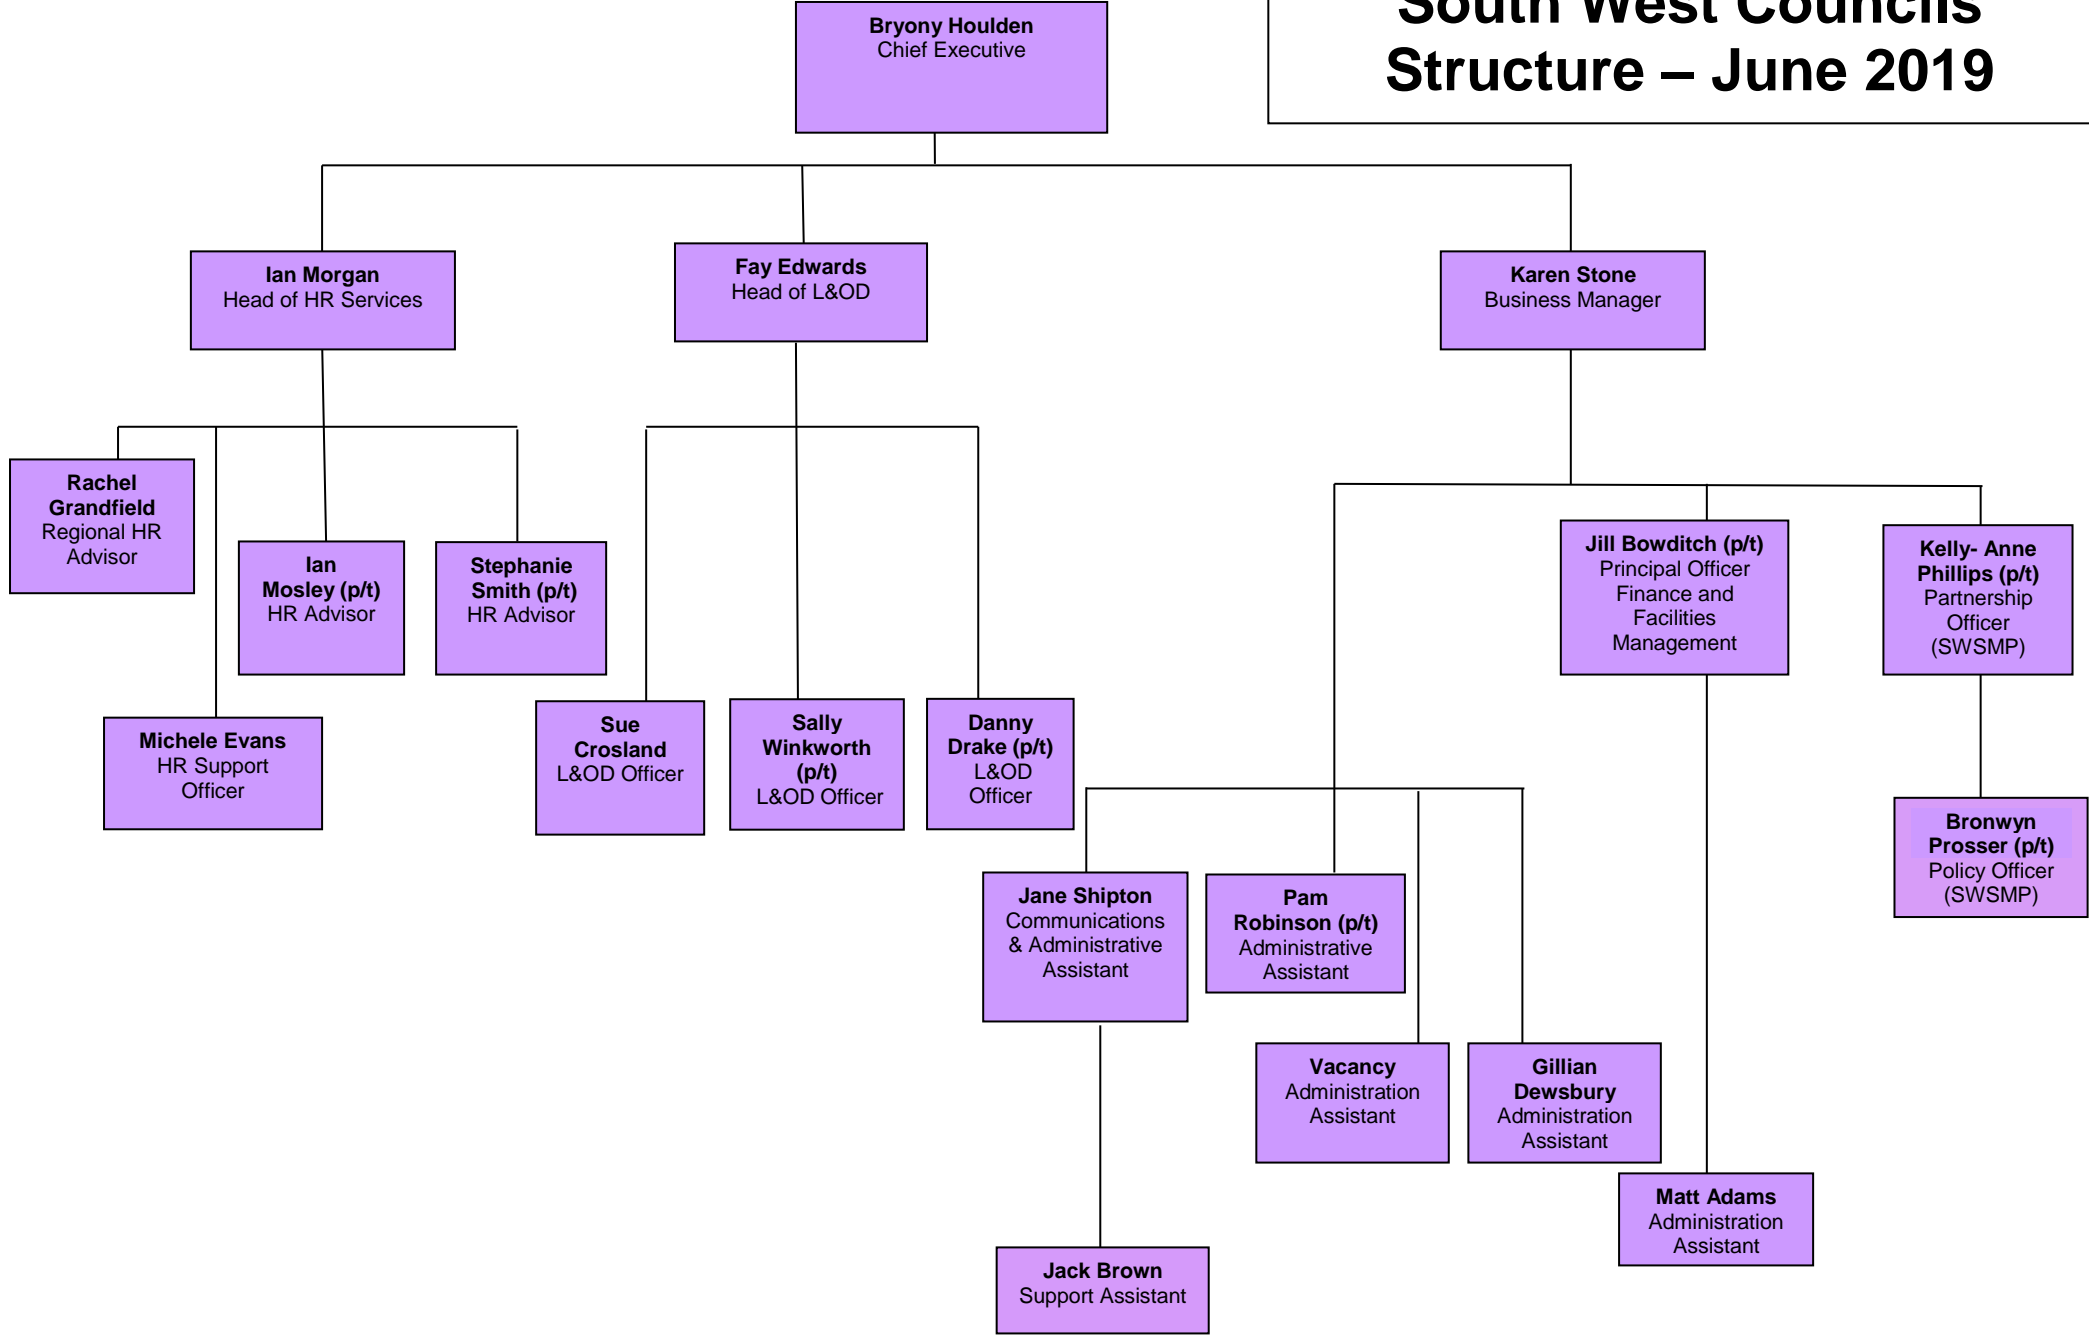 South West Councils
Structure – June 2019
Bryony Houlden
Chief Executive
Ian Morgan
Head of HR Services
Fay Edwards
Head of L&OD
Karen Stone
Business Manager
Rachel
Grandfield
Regional HR
Advisor
Ian
Mosley (p/t)
HR Advisor
Stephanie
Smith (p/t)
HR Advisor
Michele Evans
HR Support
Officer
Sue
Crosland
L&OD Officer
Sally
Winkworth
(p/t)
L&OD Officer
Danny
Drake (p/t)
L&OD
Officer
Jill Bowditch (p/t)
Principal Officer
Finance and
Facilities
Management
Kelly- Anne
Phillips (p/t)
Partnership
Officer
(SWSMP)
Bronwyn
Prosser (p/t)
Policy Officer
(SWSMP)
Jane Shipton
Communications
& Administrative
Assistant
Pam
Robinson (p/t)
Administrative
Assistant
Vacancy
Administration
Assistant
Gillian
Dewsbury
Administration
Assistant
Matt Adams
Administration
Assistant
Jack Brown
Support Assistant